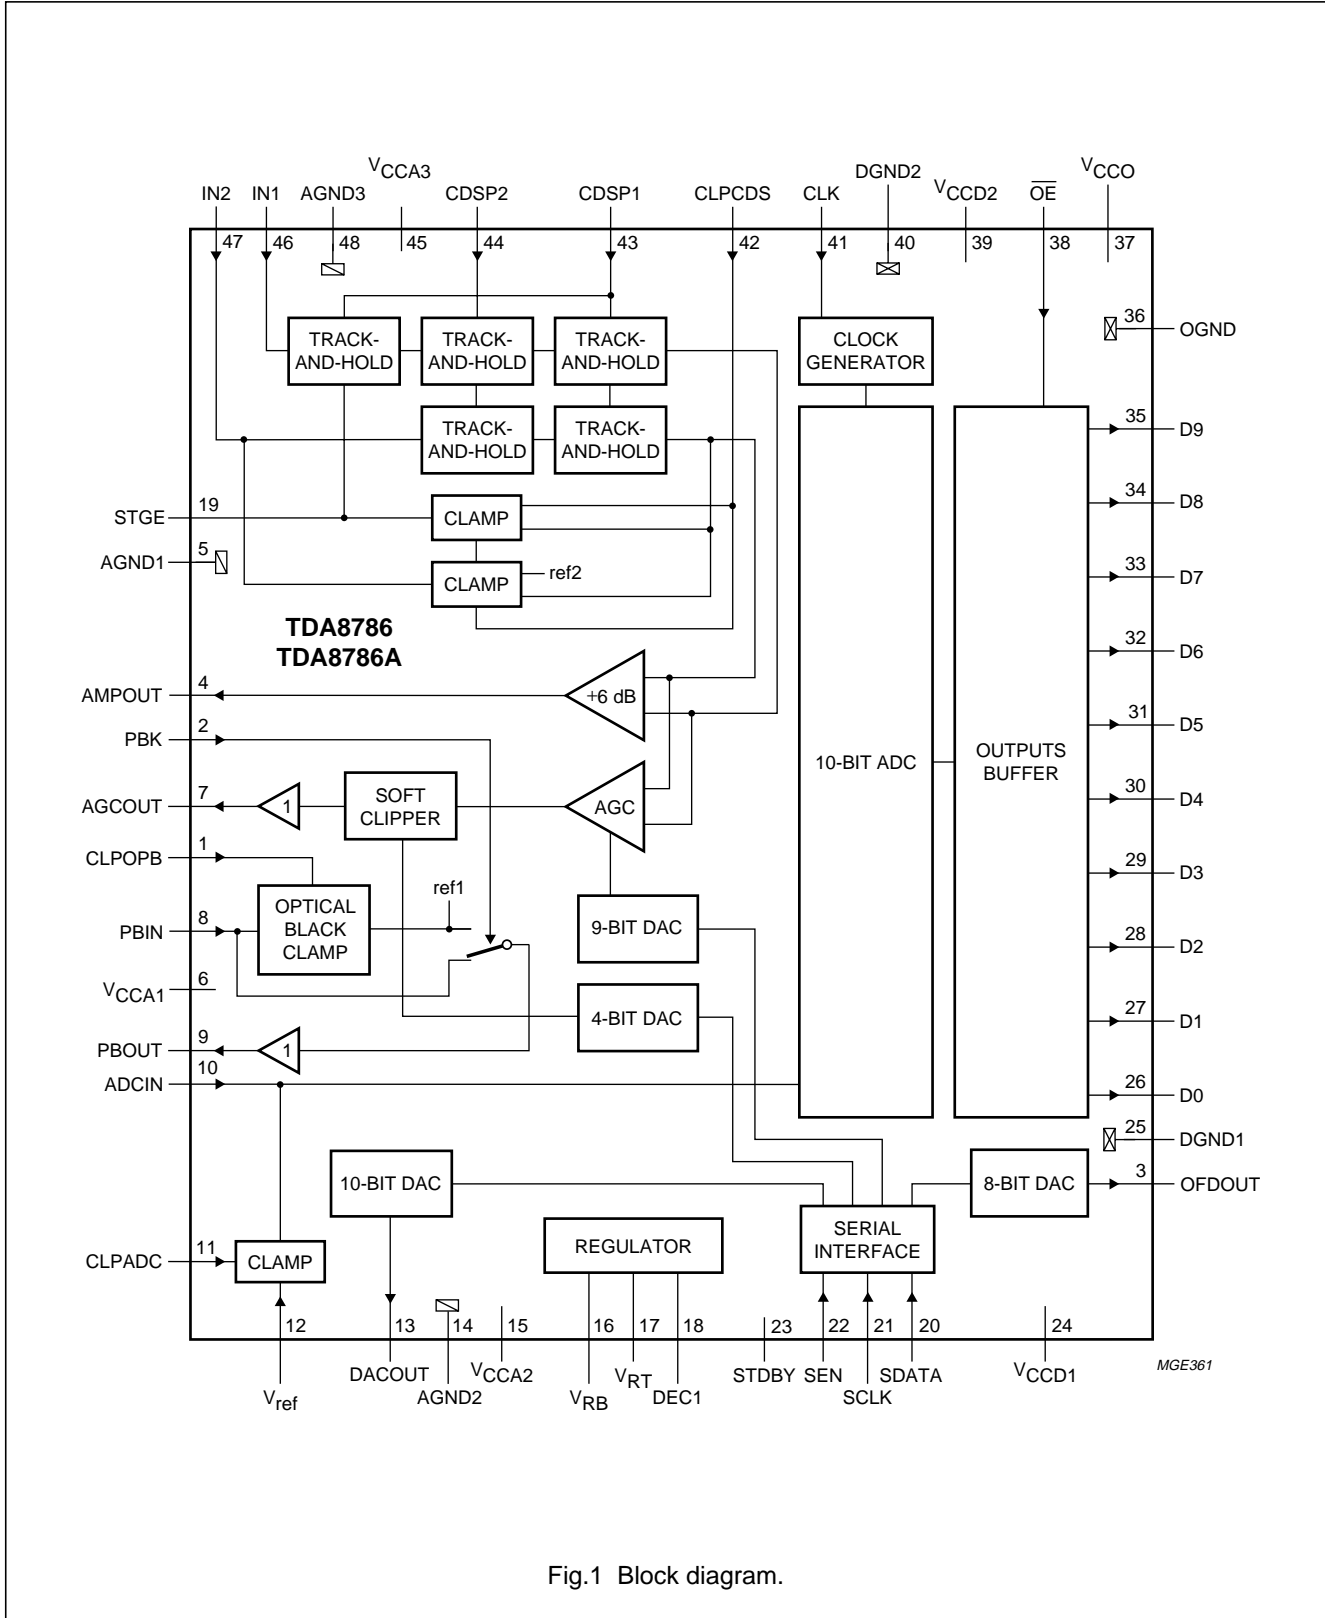 VCCA3
DGND2
VCCO
IN2 IN1 AGND3 CDSP2 CDSP1 CLPCDS CLK VCCD2 OE
47 46 48 45 44 43 42 41 40 39 38 37
36 OGND
TRACK-AND-HOLD
TRACK-AND-HOLD
TRACK-AND-HOLD
CLOCK GENERATOR
TRACK-AND-HOLD
TRACK-AND-HOLD
35 D9
34 D8
STGE 19
CLAMP
AGND1 5
CLAMP
ref2
33 D7
TDA8786
TDA8786A
32 D6
AMPOUT 4
+6 dB
31 D5
PBK 2
10-BIT ADC
OUTPUTS BUFFER
AGCOUT 7
1
SOFT CLIPPER
AGC
30 D4
CLPOPB 1
29 D3
ref1
PBIN 8
OPTICAL BLACK CLAMP
9-BIT DAC
28 D2
VCCA1 6
4-BIT DAC
27 D1
PBOUT 9
1
ADCIN 10
26 D0
25 DGND1
10-BIT DAC
8-BIT DAC
3 OFDOUT
CLPADC 11
CLAMP
REGULATOR
SERIAL INTERFACE
12 13 14 15 16 17 18 23 22 21 20 24
Vref DACOUT AGND2 VCCA2 VRB VRT DEC1 STDBY SEN SCLK SDATA VCCD1
MGE361
Fig.1 Block diagram.